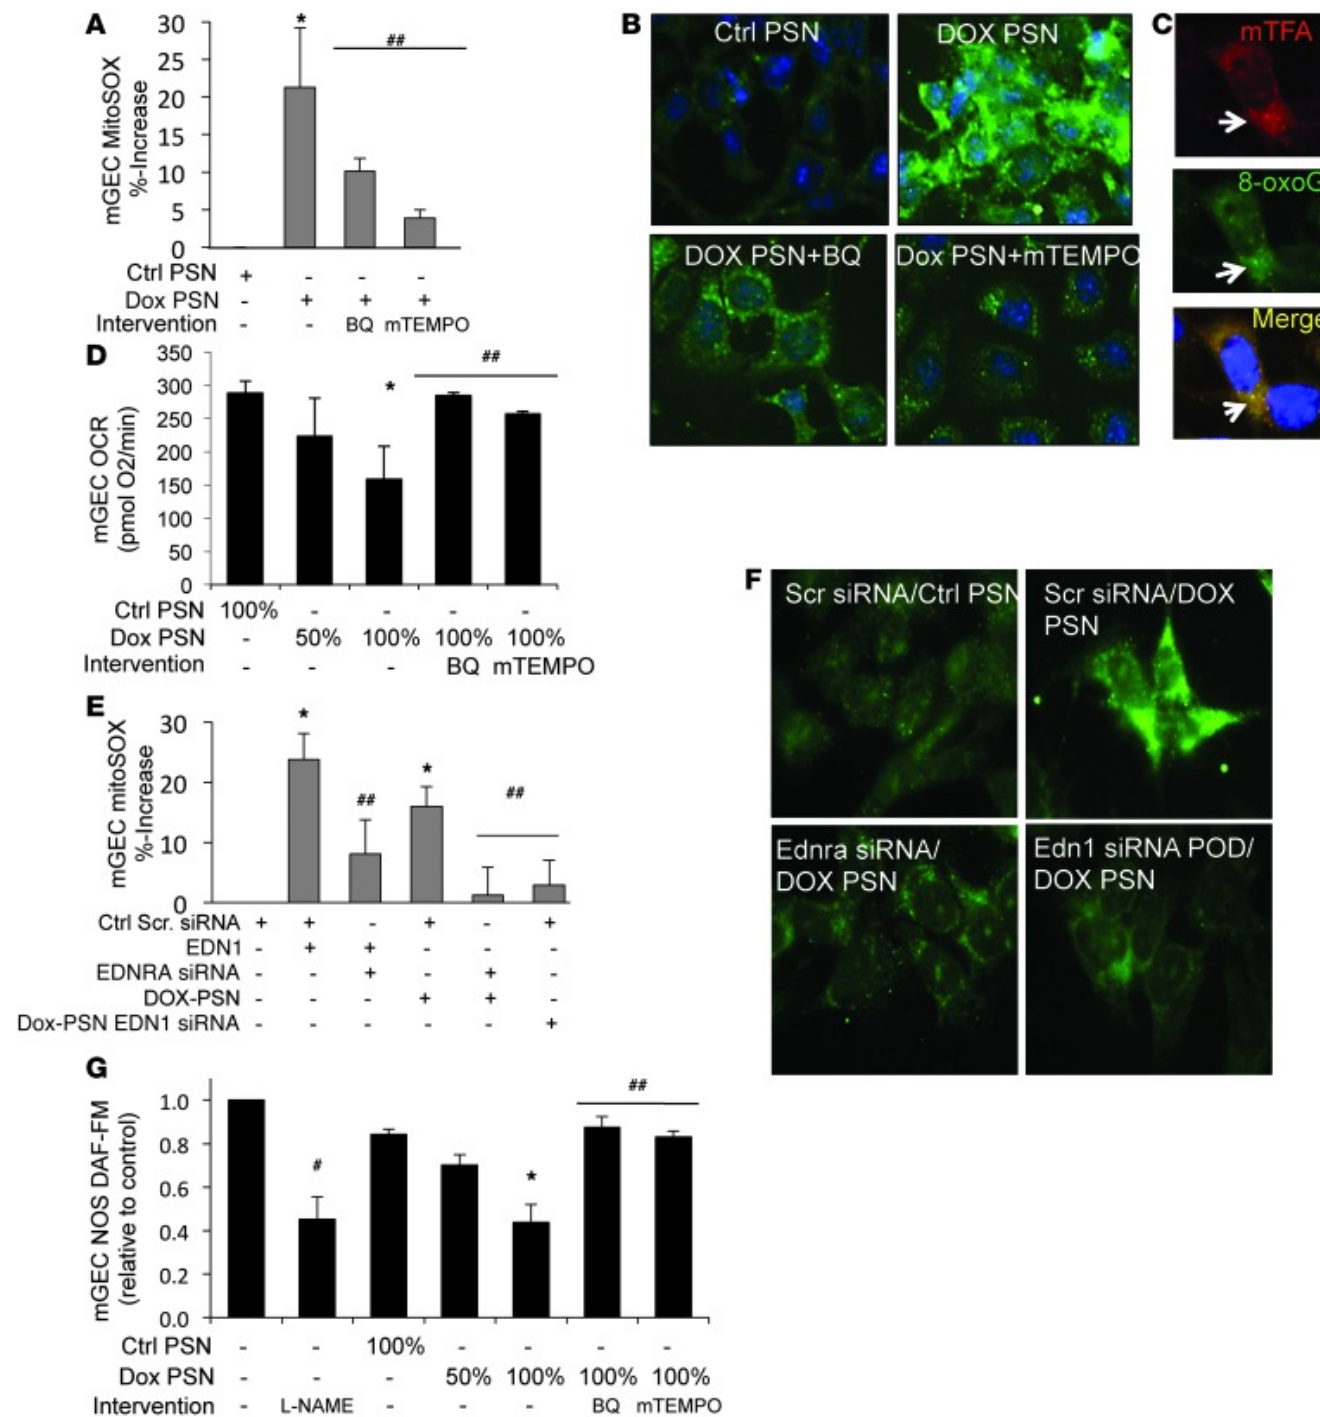 A
30
25
20
15
10
5
0
mGEC MitoSOX
%-Increase
*
##
Ctrl PSN + - - -
Dox PSN - + + +
Intervention - - BQ mTEMPO
B
Ctrl PSN
DOX PSN
DOX PSN+BQ
Dox PSN+mTEMPO
C
mTFA
8-oxoG
Merge
D
350
300
250
200
150
100
50
0
mGEC OCR
(pmol O2/min)
*
##
Ctrl PSN 100% - - - -
Dox PSN - 50% 100% 100% 100%
Intervention - - - BQ mTEMPO
E
30
20
10
0
mGEC mitoSOX
%-Increase
*
##
*
##
Ctrl Scr. siRNA + + - + - +
EDN1 - + + - - -
EDNRA siRNA - - + - + -
DOX-PSN - - - + + -
Dox-PSN EDN1 siRNA - - - - - +
F
Scr siRNA/Ctrl PSN
Scr siRNA/DOX
PSN
Ednra siRNA/
DOX PSN
Edn1 siRNA POD/
DOX PSN
G
1.0
0.8
0.6
0.4
0.2
0.0
mGEC NOS DAF-FM
(relative to control)
#
*
##
Ctrl PSN - - 100% - - - -
Dox PSN - - - 50% 100% 100% 100%
Intervention - L-NAME - - - BQ mTEMPO